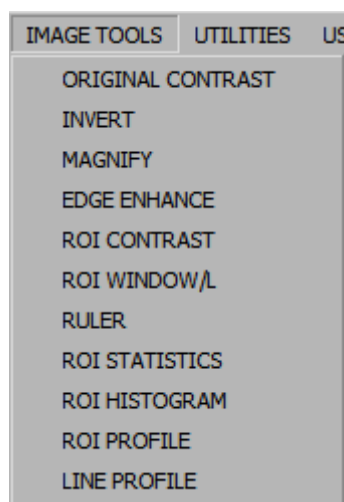 IMAGE TOOLS UTILITIES US
ORIGINAL CONTRAST
INVERT
MAGNIFY
EDGE ENHANCE
ROI CONTRAST
ROI WINDOW/L
RULER
ROI STATISTICS
ROI HISTOGRAM
ROI PROFILE
LINE PROFILE